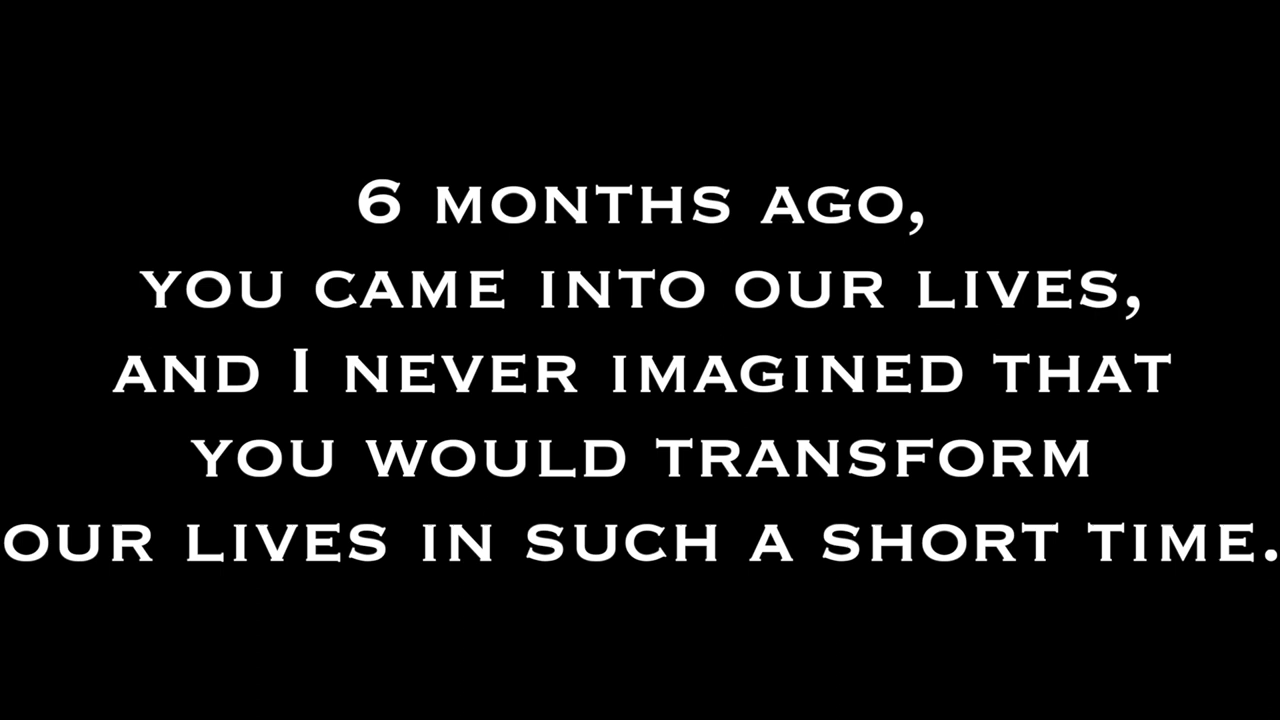 6 MONTHS AGO,
YOU CAME INTO OUR LIVES,
AND I NEVER IMAGINED THAT
YOU WOULD TRANSFORM
OUR LIVES IN SUCH A SHORT TIME.